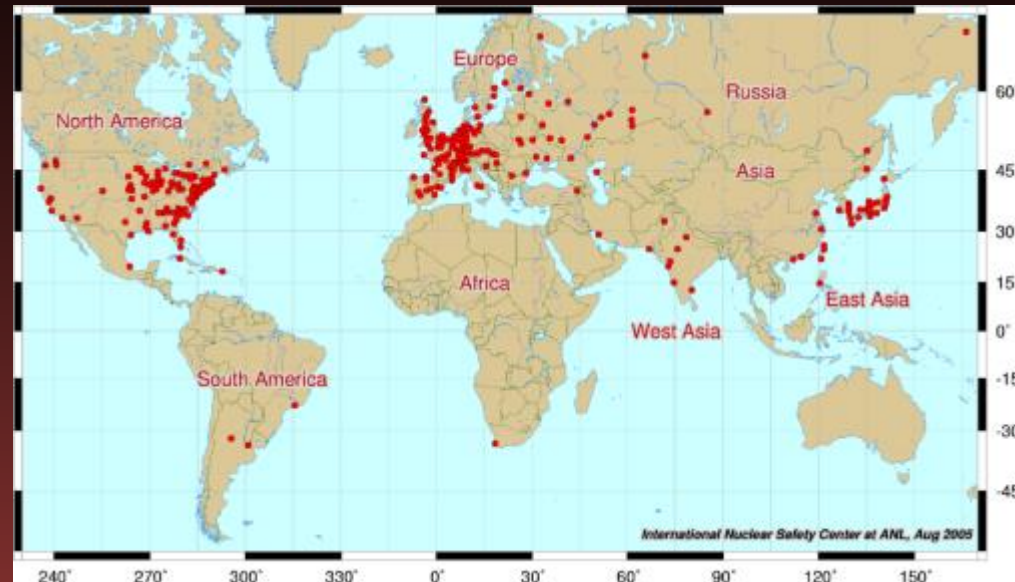 Europe
Russia
North America
Asia
Africa
East Asia
West Asia
South America
60
45
30
15
0°
-15
-30
-45
International Nuclear Safety Center at ANL, Aug 2005
240° 270° 300° 330° 0° 30° 60° 90° 120° 150°